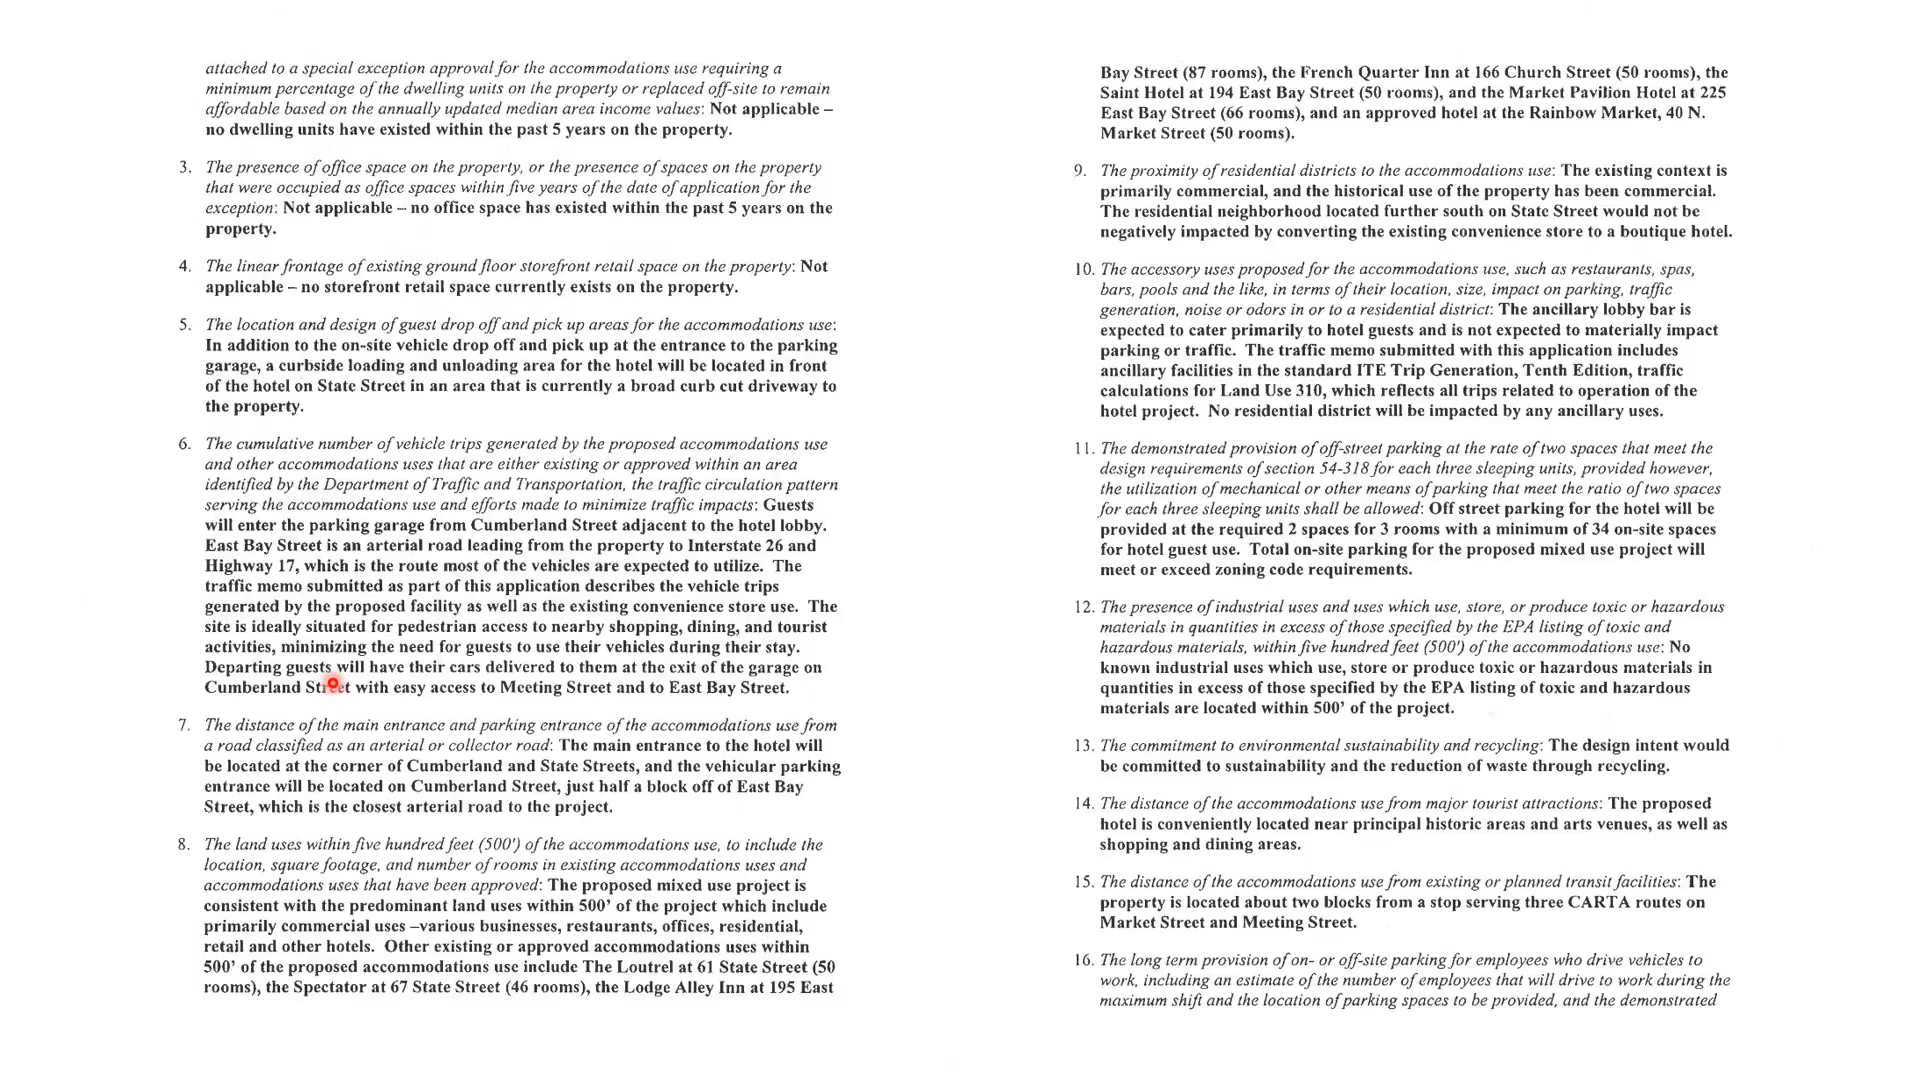 attached to a special exception approval for the accommodations use requiring a
minimum percentage of the dwelling units on the property or replaced off-site to remain
affordable based on the annually updated median area income values: Not applicable –
no dwelling units have existed within the past 5 years on the property.
3. The presence of office space on the property, or the presence of spaces on the property
that were occupied as office spaces within five years of the date of application for the
exception: Not applicable – no office space has existed within the past 5 years on the
property.
4. The linear frontage of existing ground floor storefront retail space on the property: Not
applicable – no storefront retail space currently exists on the property.
5. The location and design of guest drop off and pick up areas for the accommodations use:
In addition to the on-site vehicle drop off and pick up at the entrance to the parking
garage, a curbside loading and unloading area for the hotel will be located in front
of the hotel on State Street in an area that is currently a broad curb cut driveway to
the property.
6. The cumulative number of vehicle trips generated by the proposed accommodations use
and other accommodations uses that are either existing or approved within an area
identified by the Department of Traffic and Transportation, the traffic circulation pattern
serving the accommodations use and efforts made to minimize traffic impacts: Guests
will enter the parking garage from Cumberland Street adjacent to the hotel lobby.
East Bay Street is an arterial road leading from the property to Interstate 26 and
Highway 17, which is the route most of the vehicles are expected to utilize. The
traffic memo submitted as part of this application describes the vehicle trips
generated by the proposed facility as well as the existing convenience store use. The
site is ideally situated for pedestrian access to nearby shopping, dining, and tourist
activities, minimizing the need for guests to use their vehicles during their stay.
Departing guests will have their cars delivered to them at the exit of the garage on
Cumberland Street with easy access to Meeting Street and to East Bay Street.
7. The distance of the main entrance and parking entrance of the accommodations use from
a road classified as an arterial or collector road: The main entrance to the hotel will
be located at the corner of Cumberland and State Streets, and the vehicular parking
entrance will be located on Cumberland Street, just half a block off of East Bay
Street, which is the closest arterial road to the project.
8. The land uses within five hundred feet (500') of the accommodations use, to include the
location, square footage, and number of rooms in existing accommodations uses and
accommodations uses that have been approved: The proposed mixed use project is
consistent with the predominant land uses within 500’ of the project which include
primarily commercial uses –various businesses, restaurants, offices, residential,
retail and other hotels. Other existing or approved accommodations uses within
500’ of the proposed accommodations use include The Loutrel at 61 State Street (50
rooms), the Spectator at 67 State Street (46 rooms), the Lodge Alley Inn at 195 East
Bay Street (87 rooms), the French Quarter Inn at 166 Church Street (50 rooms), the
Saint Hotel at 194 East Bay Street (50 rooms), and the Market Pavilion Hotel at 225
East Bay Street (66 rooms), and an approved hotel at the Rainbow Market, 40 N.
Market Street (50 rooms).
9. The proximity of residential districts to the accommodations use: The existing context is
primarily commercial, and the historical use of the property has been commercial.
The residential neighborhood located further south on State Street would not be
negatively impacted by converting the existing convenience store to a boutique hotel.
10. The accessory uses proposed for the accommodations use, such as restaurants, spas,
bars, pools and the like, in terms of their location, size, impact on parking, traffic
generation, noise or odors in or to a residential district: The ancillary lobby bar is
expected to cater primarily to hotel guests and is not expected to materially impact
parking or traffic. The traffic memo submitted with this application includes
ancillary facilities in the standard ITE Trip Generation, Tenth Edition, traffic
calculations for Land Use 310, which reflects all trips related to operation of the
hotel project. No residential district will be impacted by any ancillary uses.
11. The demonstrated provision of off-street parking at the rate of two spaces that meet the
design requirements of section 54-318 for each three sleeping units, provided however,
the utilization of mechanical or other means of parking that meet the ratio of two spaces
for each three sleeping units shall be allowed: Off street parking for the hotel will be
provided at the required 2 spaces for 3 rooms with a minimum of 34 on-site spaces
for hotel guest use. Total on-site parking for the proposed mixed use project will
meet or exceed zoning code requirements.
12. The presence of industrial uses and uses which use, store, or produce toxic or hazardous
materials in quantities in excess of those specified by the EPA listing of toxic and
hazardous materials, within five hundred feet (500') of the accommodations use: No
known industrial uses which use, store or produce toxic or hazardous materials in
quantities in excess of those specified by the EPA listing of toxic and hazardous
materials are located within 500’ of the project.
13. The commitment to environmental sustainability and recycling: The design intent would
be committed to sustainability and the reduction of waste through recycling.
14. The distance of the accommodations use from major tourist attractions: The proposed
hotel is conveniently located near principal historic areas and arts venues, as well as
shopping and dining areas.
15. The distance of the accommodations use from existing or planned transit facilities: The
property is located about two blocks from a stop serving three CARTA routes on
Market Street and Meeting Street.
16. The long term provision of on- or off-site parking for employees who drive vehicles to
work, including an estimate of the number of employees that will drive to work during the
maximum shift and the location of parking spaces to be provided, and the demonstrated